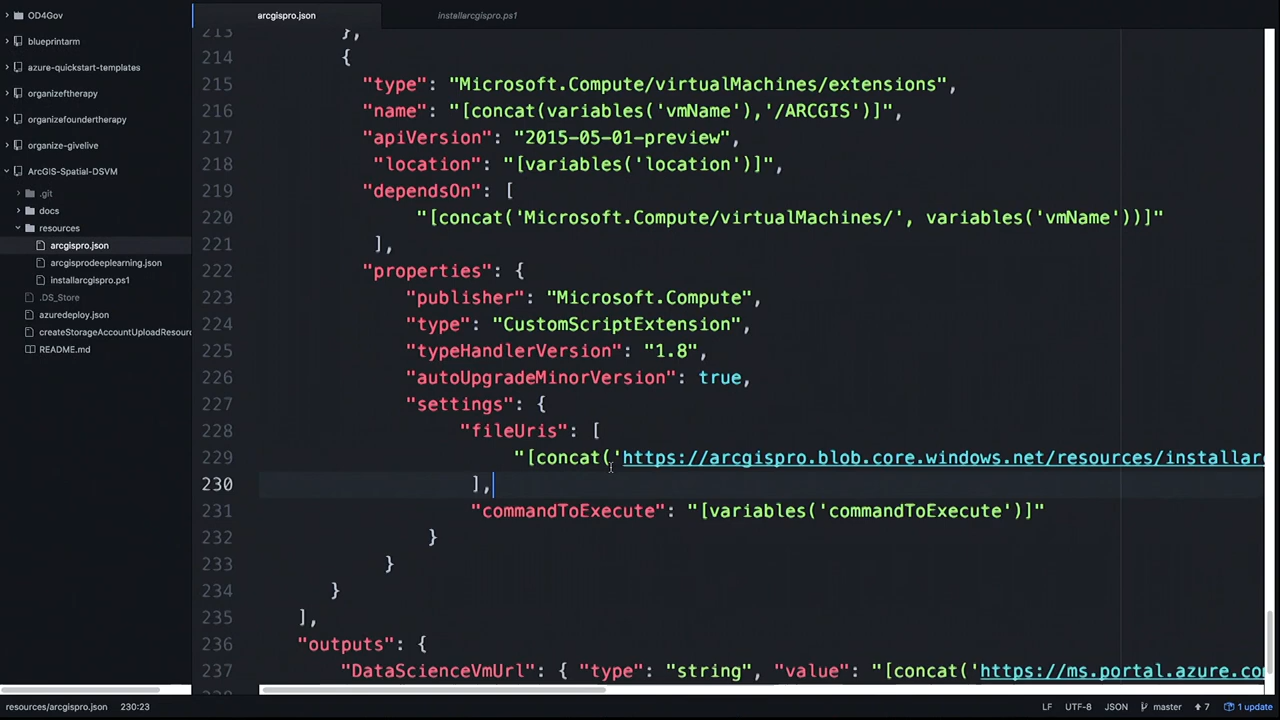 OD4Gov
blueprintarm
azure-quickstart-templates
organizeftherapy
organizefoundertherapy
organize-givelive
ArcGIS-Spatial-DSVM
.git
docs
resources
arcgispro.json
arcgisprodeeplearning.json
installarcgispro.ps1
.DS_Store
azuredeploy.json
createStorageAccountUploadResour
README.md
arcgispro.json
installarcgispro.ps1
213 },
214 {
215 "type": "Microsoft.Compute/virtualMachines/extensions",
216 "name": "[concat(variables('vmName'),'/ARCGIS')]",
217 "apiVersion": "2015-05-01-preview",
218 "location": "[variables('location')]",
219 "dependsOn": [
220 "[concat('Microsoft.Compute/virtualMachines/', variables('vmName'))]"
221 ],
222 "properties": {
223 "publisher": "Microsoft.Compute",
224 "type": "CustomScriptExtension",
225 "typeHandlerVersion": "1.8",
226 "autoUpgradeMinorVersion": true,
227 "settings": {
228 "fileUris": [
229 "[concat('https://arcgispro.blob.core.windows.net/resources/installar
230 ],
231 "commandToExecute": "[variables('commandToExecute')]"
232 }
233 }
234 }
235 ],
236 "outputs": {
237 "DataScienceVmUrl": { "type": "string", "value": "[concat('https://ms.portal.azure.co
resources/arcgispro.json 230:23 LF UTF-8 JSON master 7 1 update